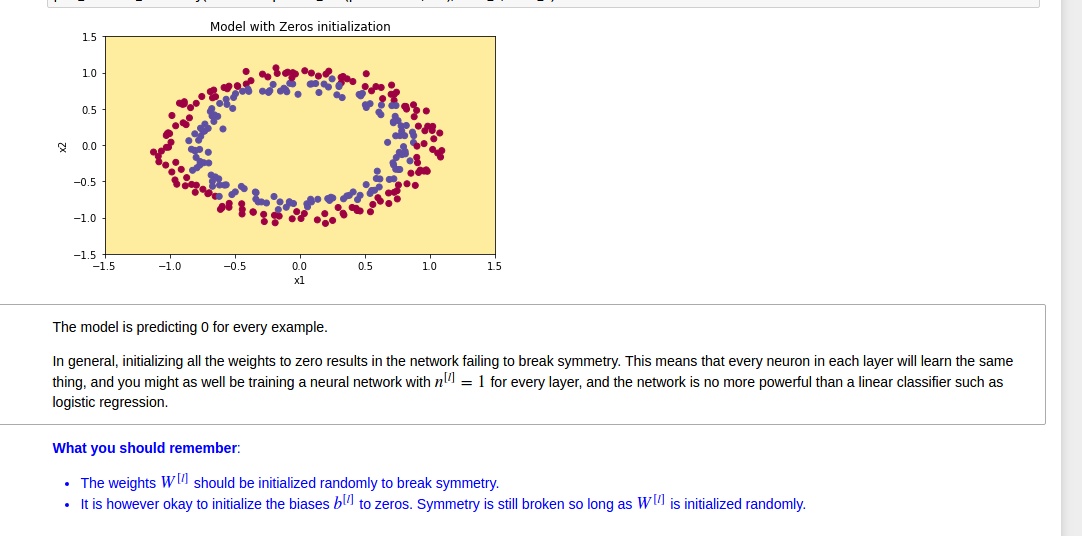 Model with Zeros initialization
1.5
1.0
0.5
0.0
−0.5
−1.0
−1.5
x2
−1.5 −1.0 −0.5 0.0 0.5 1.0 1.5
x1
The model is predicting 0 for every example.
In general, initializing all the weights to zero results in the network failing to break symmetry. This means that every neuron in each layer will learn the same
thing, and you might as well be training a neural network with n[l] = 1 for every layer, and the network is no more powerful than a linear classifier such as
logistic regression.
What you should remember:
• The weights W[l] should be initialized randomly to break symmetry.
• It is however okay to initialize the biases b[l] to zeros. Symmetry is still broken so long as W[l] is initialized randomly.